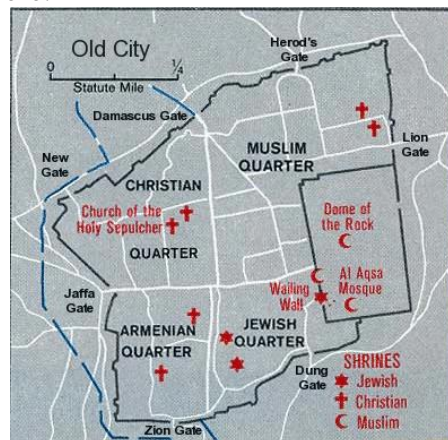 Old City
0 1/4
Statute Mile
Herod's
Gate
Damascus Gate
MUSLIM
QUARTER
Lion
Gate
New
Gate
CHRISTIAN
Church of the
Holy Sepulcher
QUARTER
Dome of
the Rock
Al Aqsa
Mosque
Wailing
Wall
Jaffa
Gate
ARMENIAN
QUARTER
JEWISH
QUARTER
Dung
Gate
Zion Gate
SHRINES
Jewish
Christian
Muslim